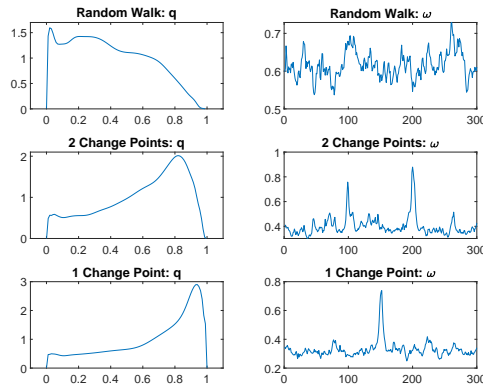 Random Walk: q
1.5
1
0.5
0
0 0.2 0.4 0.6 0.8 1
Random Walk: ω
0.7
0.6
0.5
0 100 200 300
2 Change Points: q
2
1
0
0 0.2 0.4 0.6 0.8 1
2 Change Points: ω
1
0.8
0.6
0.4
0 100 200 300
1 Change Point: q
3
2
1
0
0 0.2 0.4 0.6 0.8 1
1 Change Point: ω
0.8
0.6
0.4
0.2
0 100 200 300